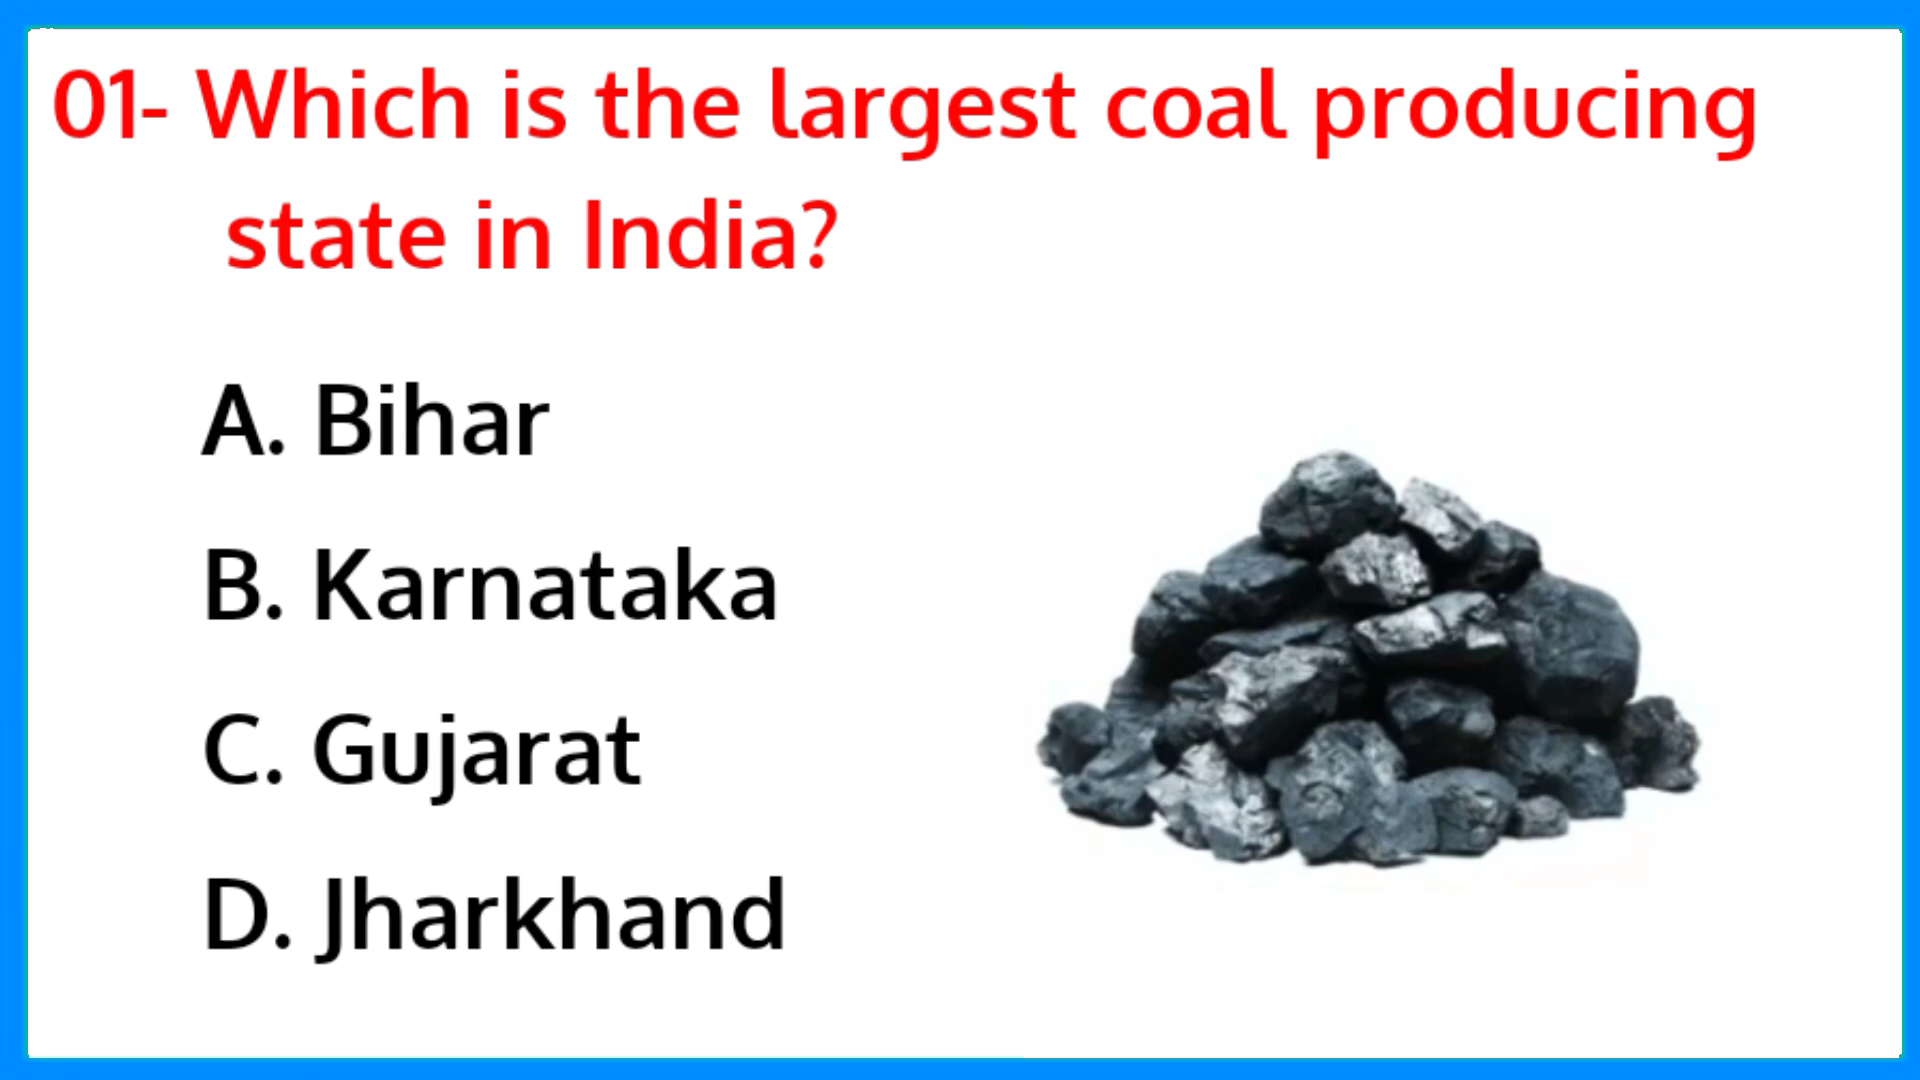 01- Which is the largest coal producing
state in India?
A. Bihar
B. Karnataka
C. Gujarat
D. Jharkhand